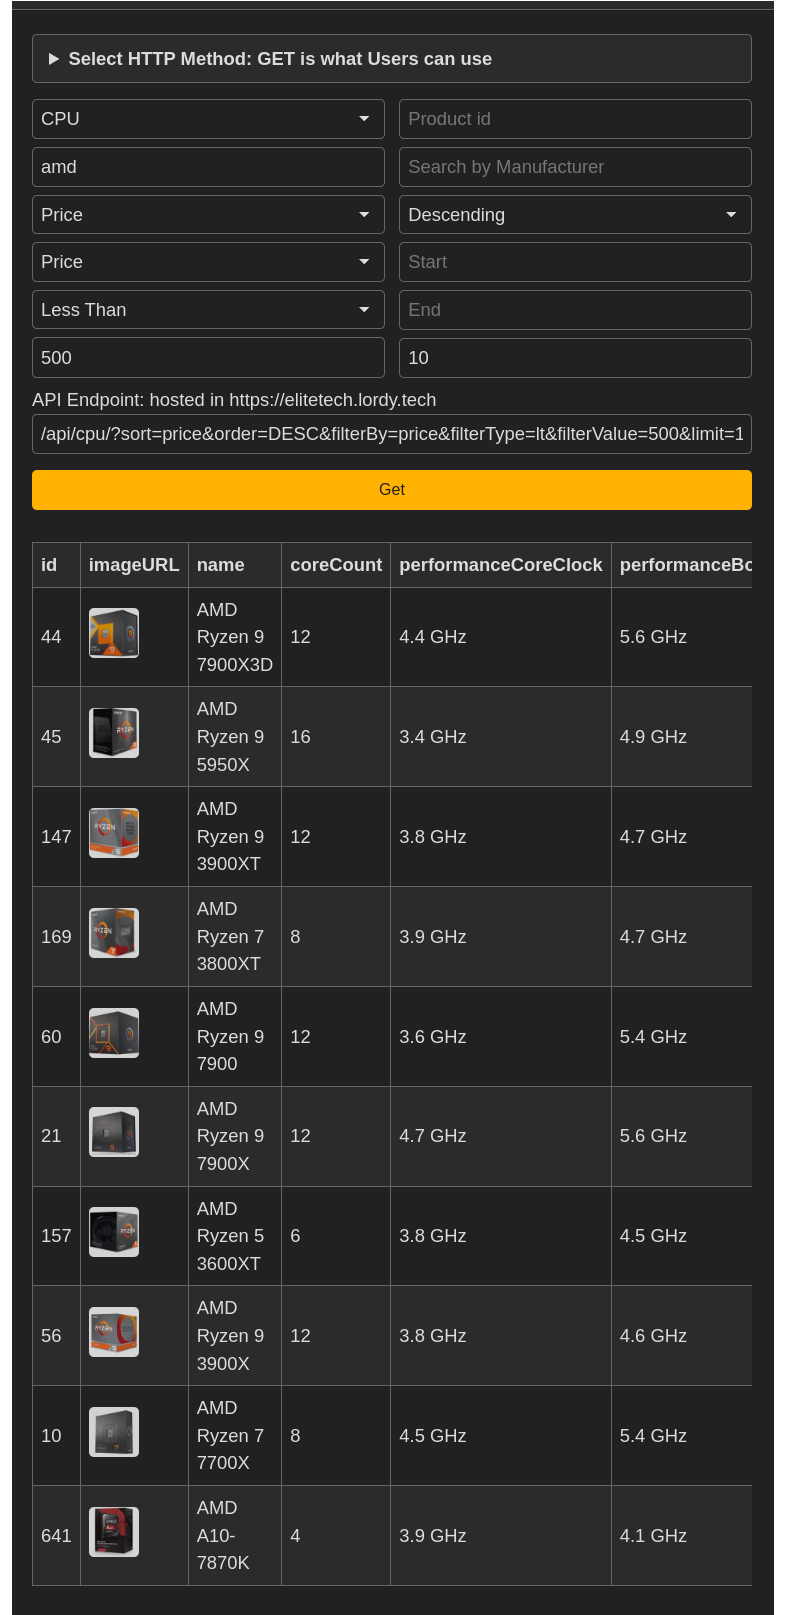 Select HTTP Method: GET is what Users can use
CPU
Product id
amd
Search by Manufacturer
Price
Descending
Price
Start
Less Than
End
500
10
API Endpoint: hosted in https://elitetech.lordy.tech
/api/cpu/?sort=price&order=DESC&filterBy=price&filterType=lt&filterValue=500&limit=1
Get
id imageURL name coreCount performanceCoreClock performanceBo
AMD
44 Ryzen 9 12 4.4 GHz 5.6 GHz
7900X3D
AMD
45 Ryzen 9 16 3.4 GHz 4.9 GHz
5950X
AMD
147 Ryzen 9 12 3.8 GHz 4.7 GHz
3900XT
AMD
169 Ryzen 7 8 3.9 GHz 4.7 GHz
3800XT
AMD
60 Ryzen 9 12 3.6 GHz 5.4 GHz
7900
AMD
21 Ryzen 9 12 4.7 GHz 5.6 GHz
7900X
AMD
157 Ryzen 5 6 3.8 GHz 4.5 GHz
3600XT
AMD
56 Ryzen 9 12 3.8 GHz 4.6 GHz
3900X
AMD
10 Ryzen 7 8 4.5 GHz 5.4 GHz
7700X
AMD
641 A10- 4 3.9 GHz 4.1 GHz
7870K